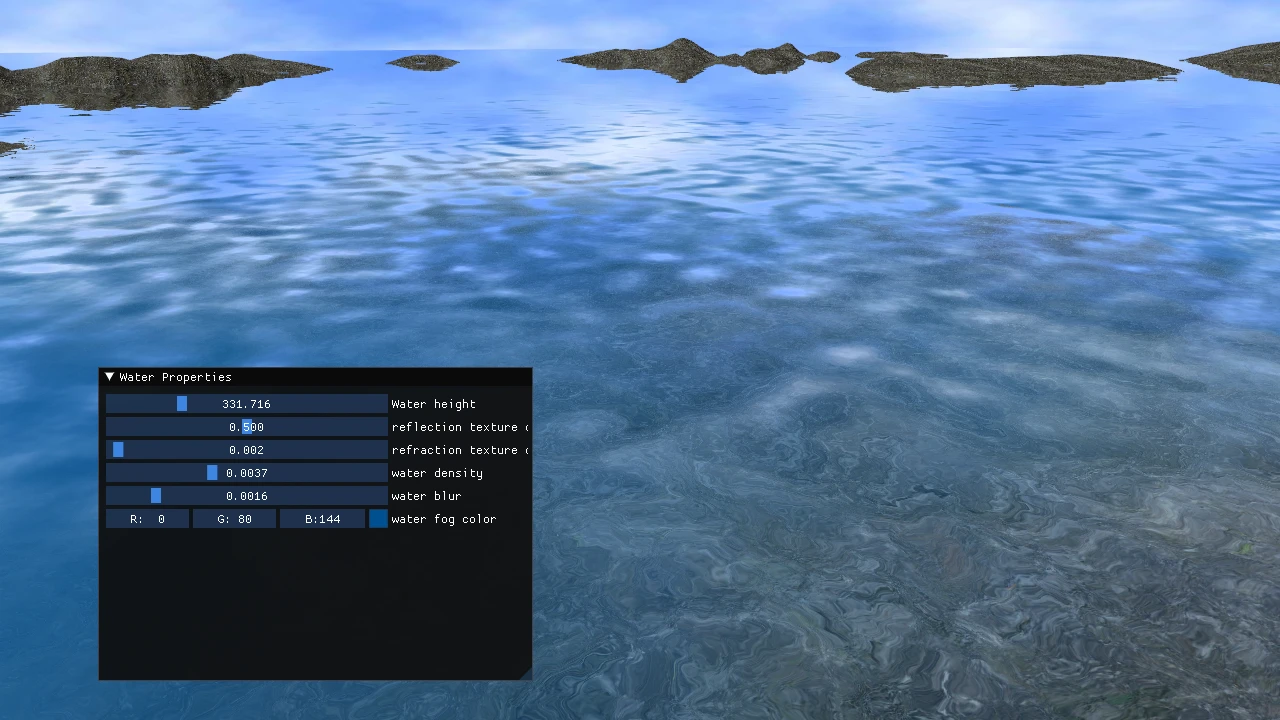 Water Properties
331.716 Water height
0.500 reflection texture
0.002 refraction texture
0.0037 water density
0.0016 water blur
R: 0 G: 80 B:144 water fog color